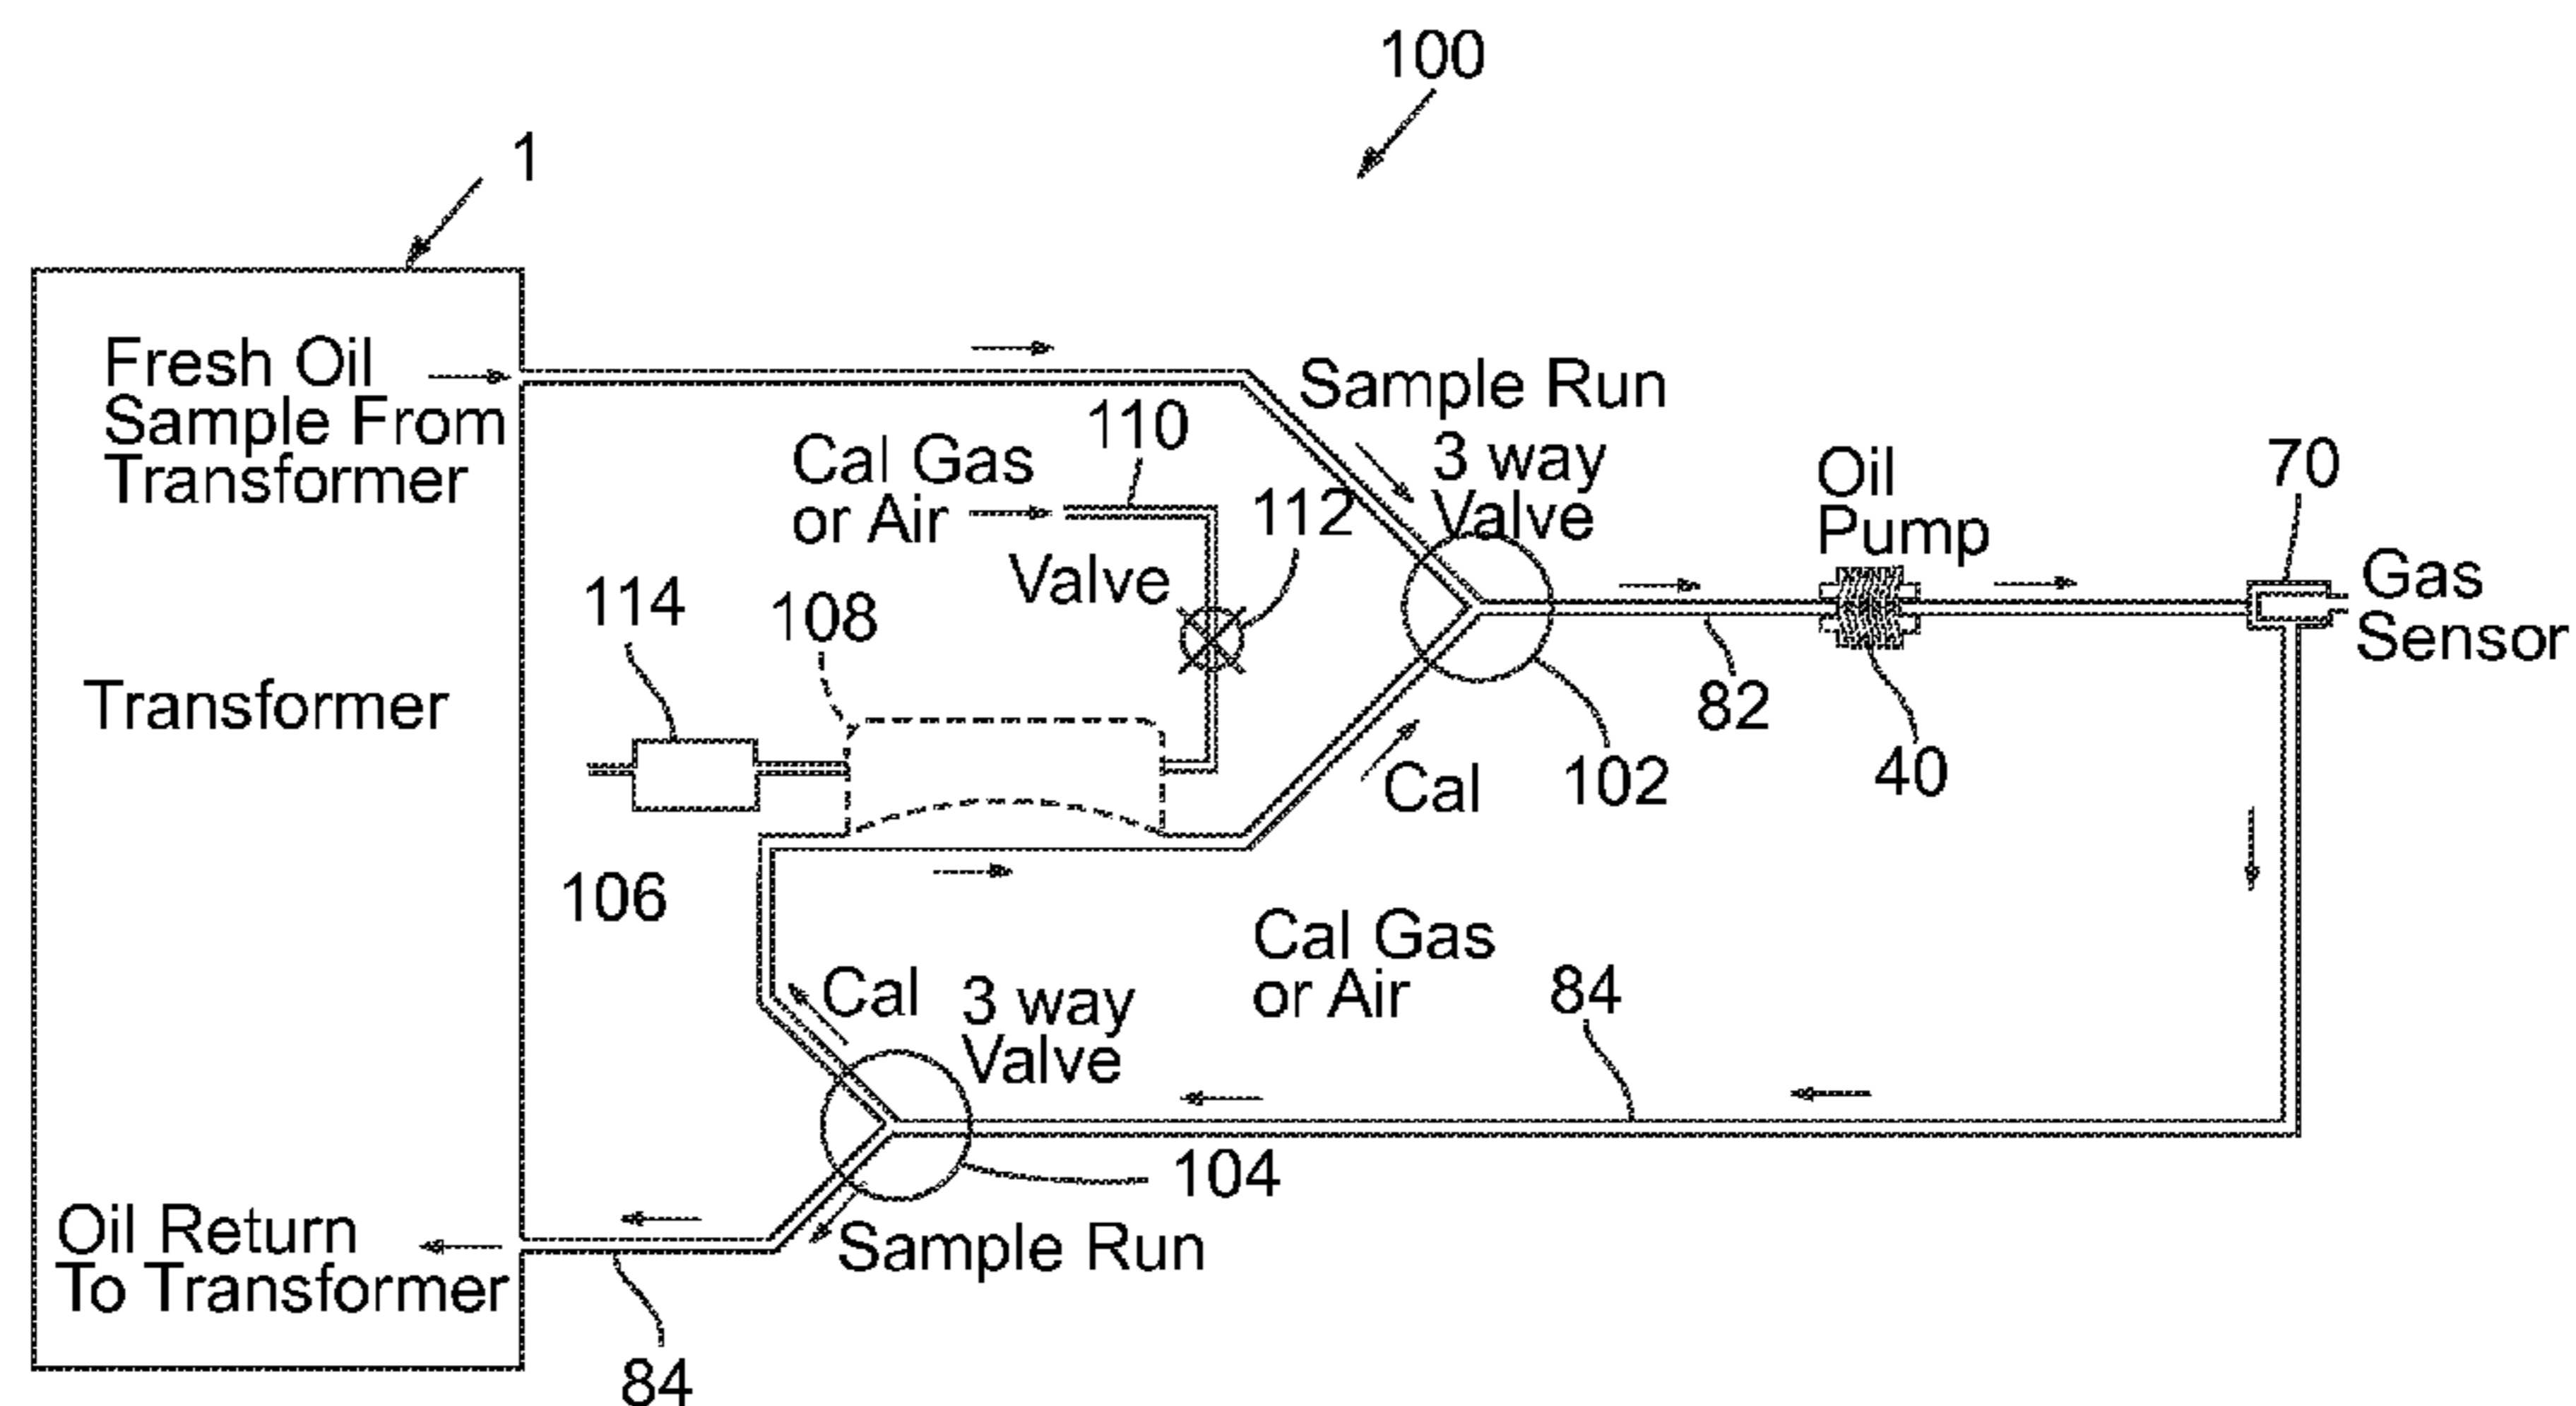 100
1
Fresh Oil
Sample From
Transformer
Sample Run
3 way
Valve
110
Cal Gas
or Air
112
Valve
Oil
Pump
70
Gas
Sensor
114
108
Transformer
82
40
102
Cal
106
Cal Gas
or Air
84
Cal
3 way
Valve
104
Oil Return
To Transformer
Sample Run
84